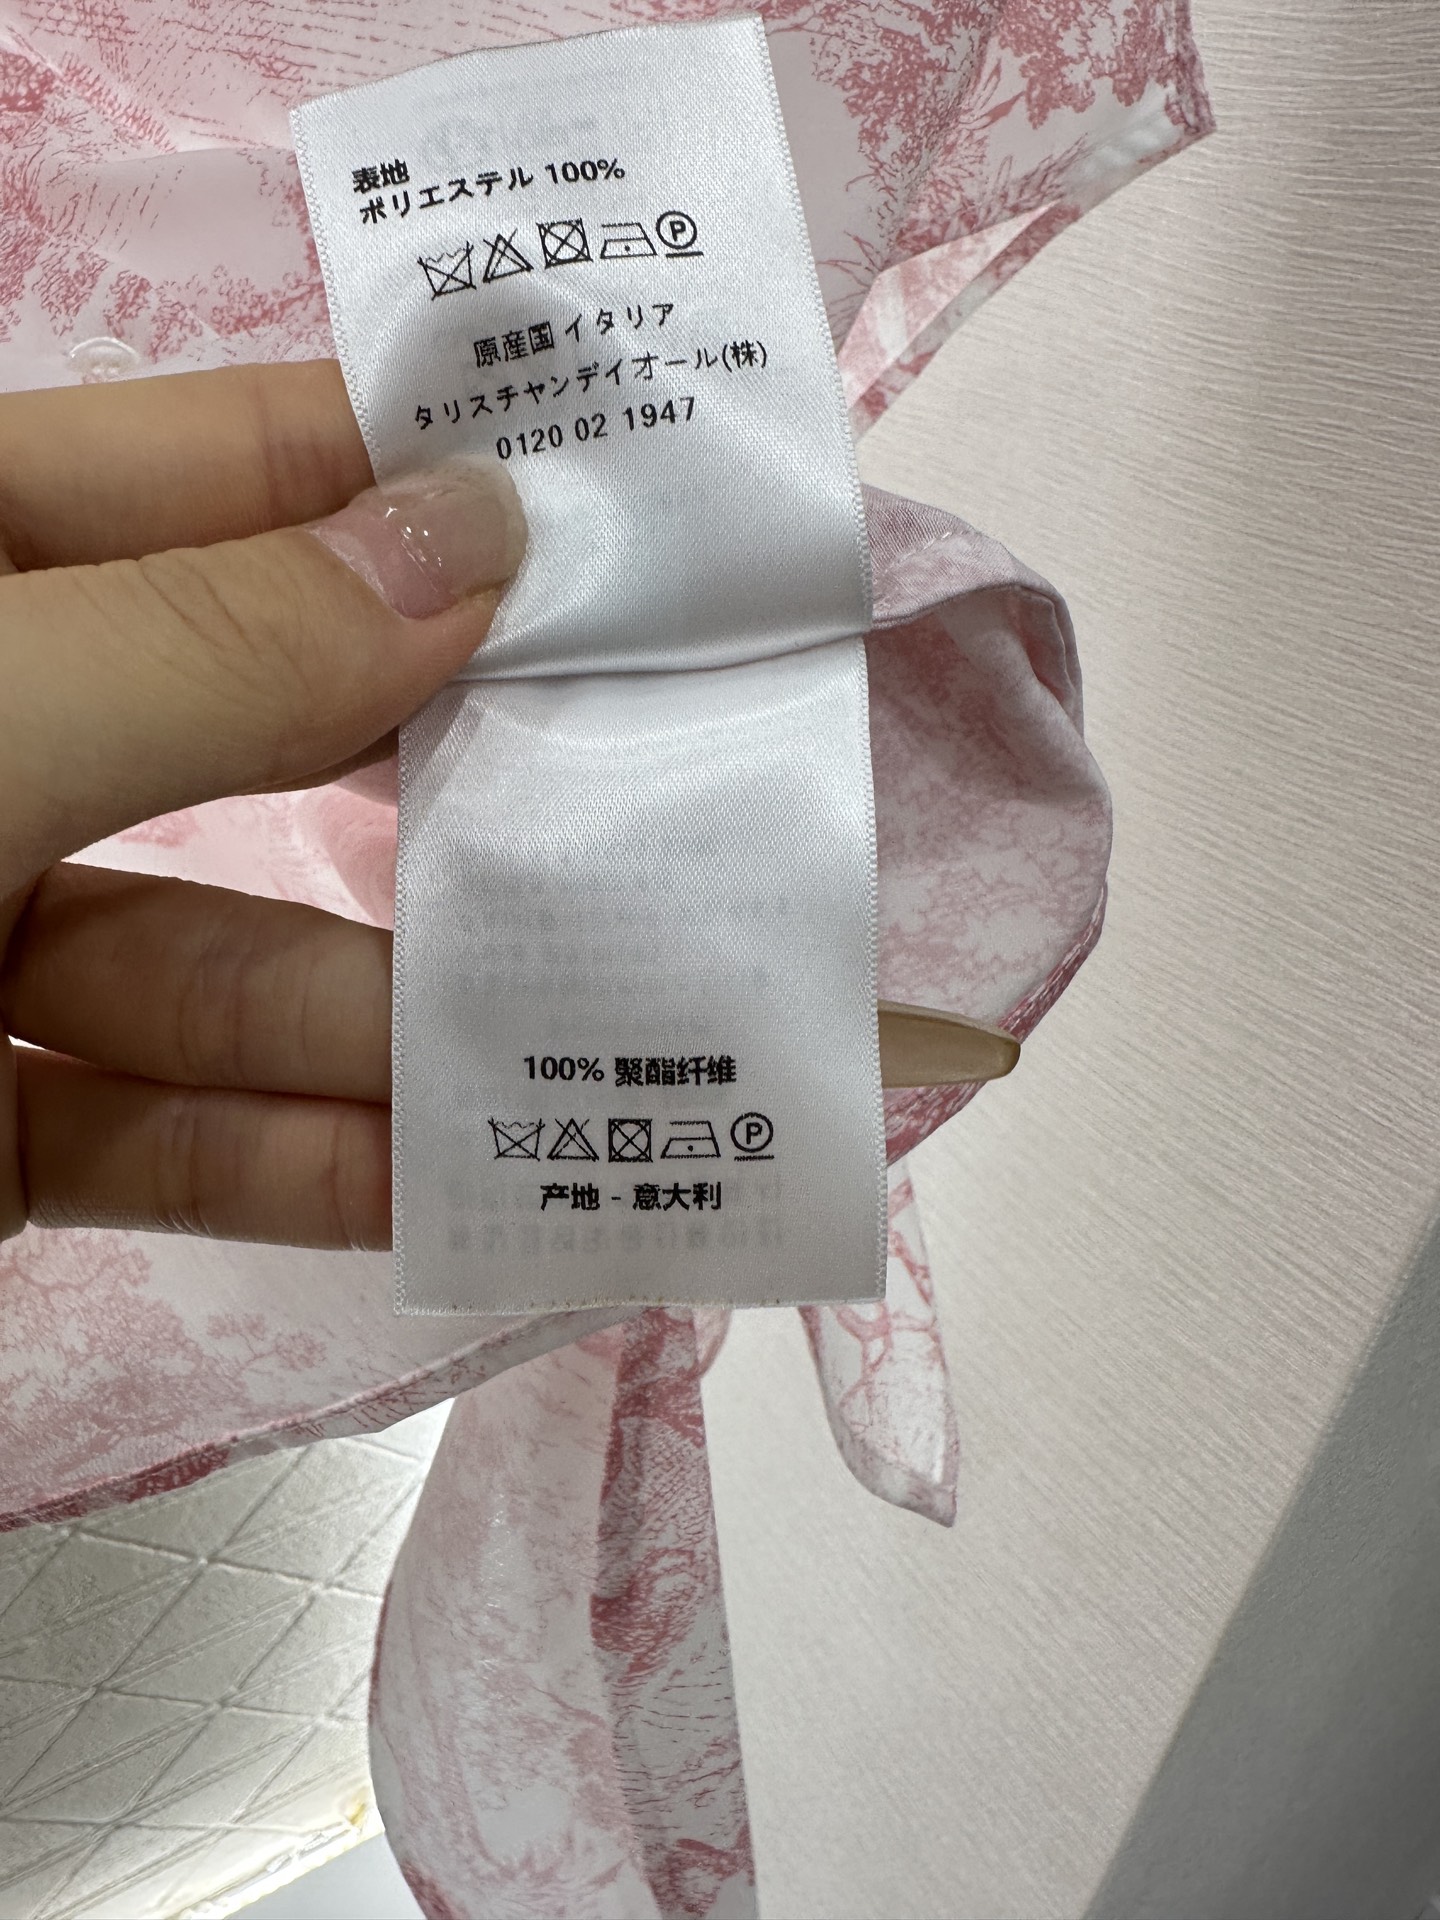 表地
ポリエステル 100%
P
原産国 イタリア
タリスチャンデイオール(株)
0120 02 1947
100% 聚酯纤维
P
产地 - 意大利